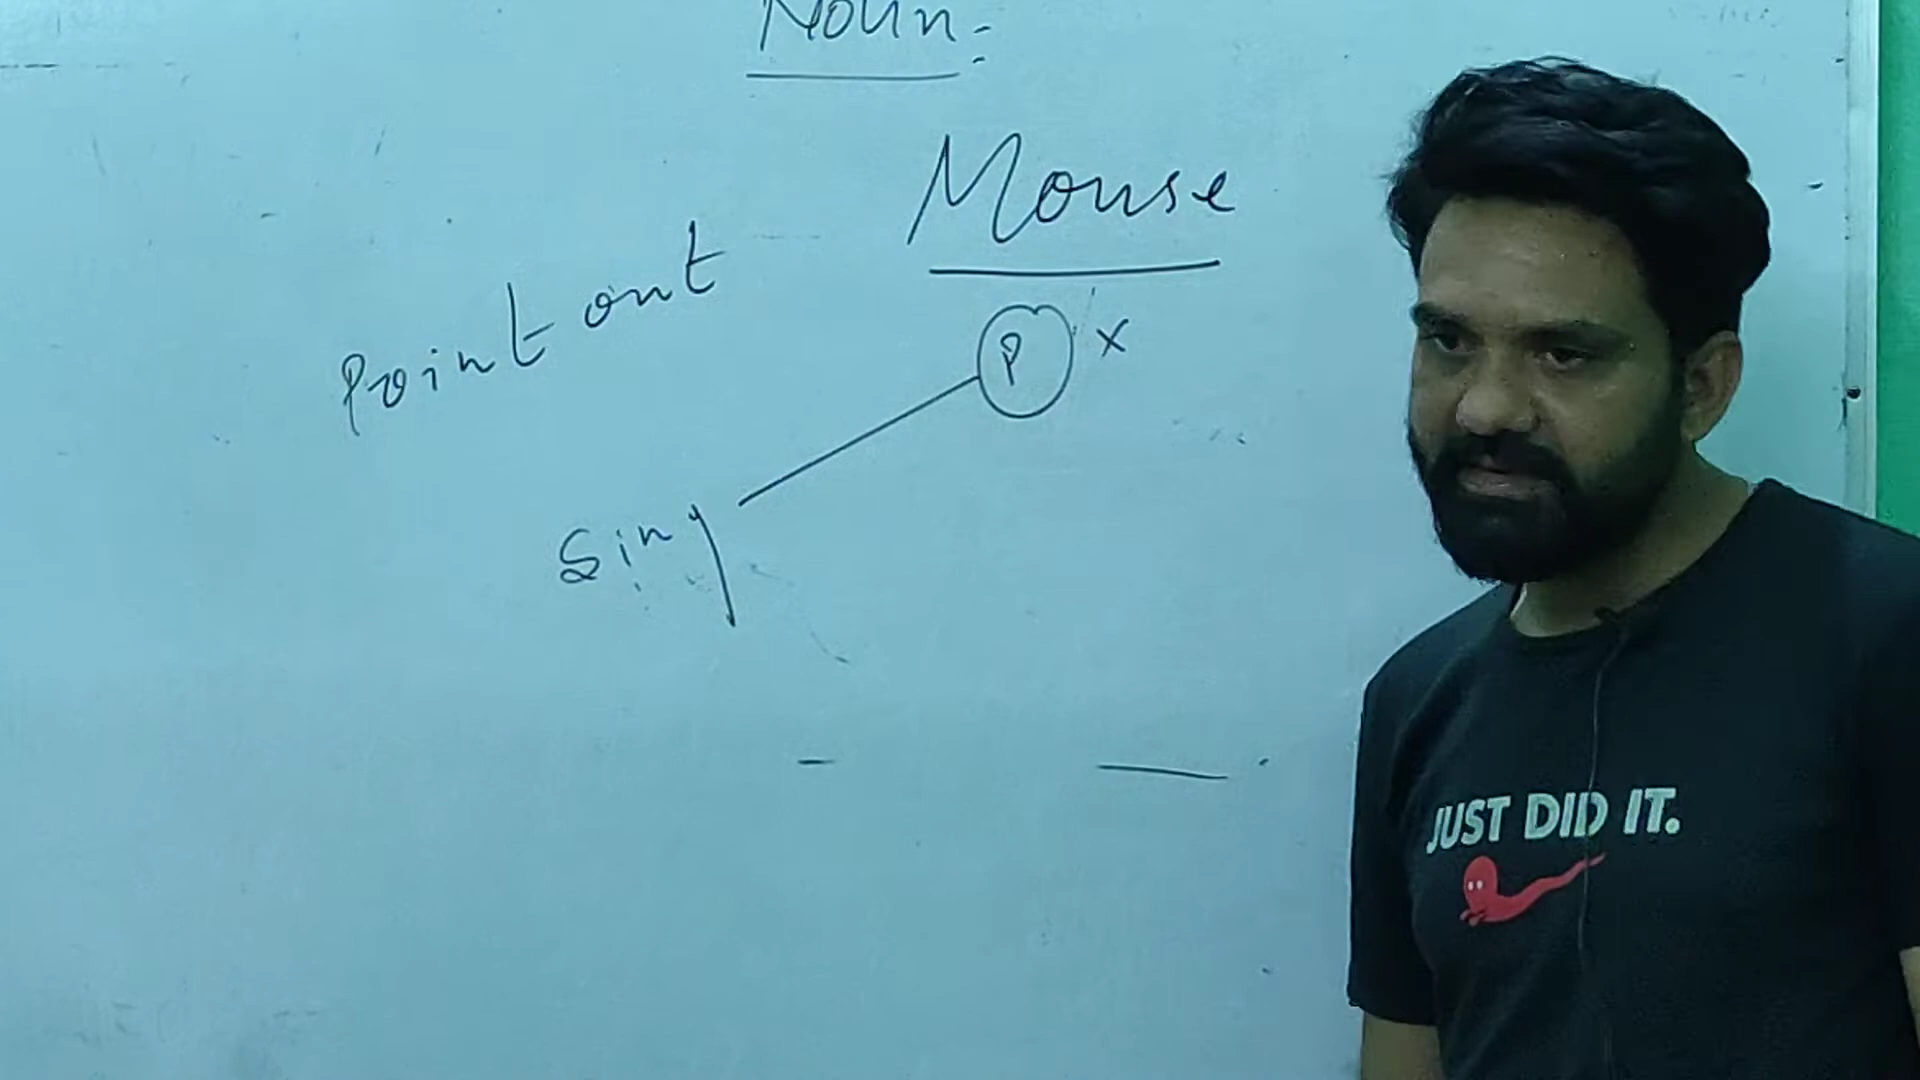 Noun:
Mouse
Point out
P x
Sing
JUST DID IT.